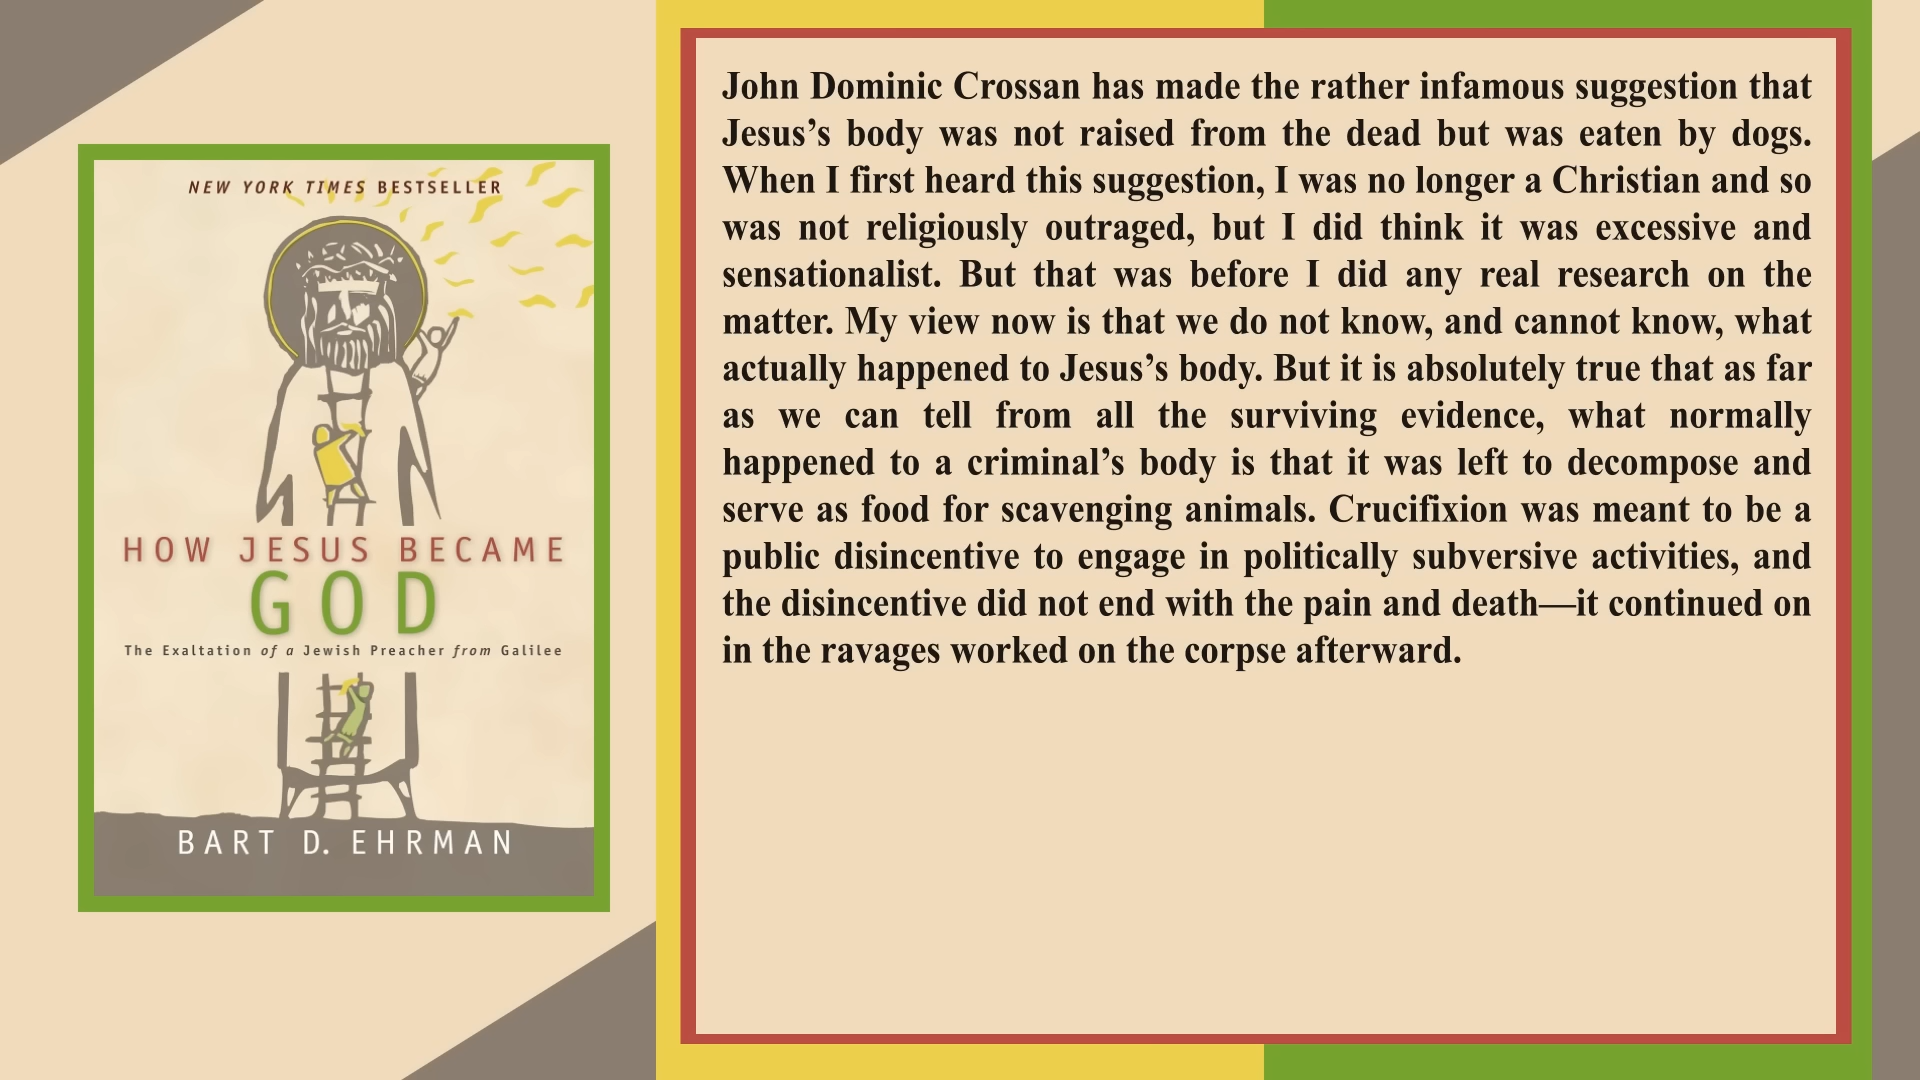 NEW YORK TIMES BESTSELLER
HOW JESUS BECAME
GOD
The Exaltation of a Jewish Preacher from Galilee
BART D. EHRMAN
John Dominic Crossan has made the rather infamous suggestion that
Jesus’s body was not raised from the dead but was eaten by dogs.
When I first heard this suggestion, I was no longer a Christian and so
was not religiously outraged, but I did think it was excessive and
sensationalist. But that was before I did any real research on the
matter. My view now is that we do not know, and cannot know, what
actually happened to Jesus’s body. But it is absolutely true that as far
as we can tell from all the surviving evidence, what normally
happened to a criminal’s body is that it was left to decompose and
serve as food for scavenging animals. Crucifixion was meant to be a
public disincentive to engage in politically subversive activities, and
the disincentive did not end with the pain and death—it continued on
in the ravages worked on the corpse afterward.